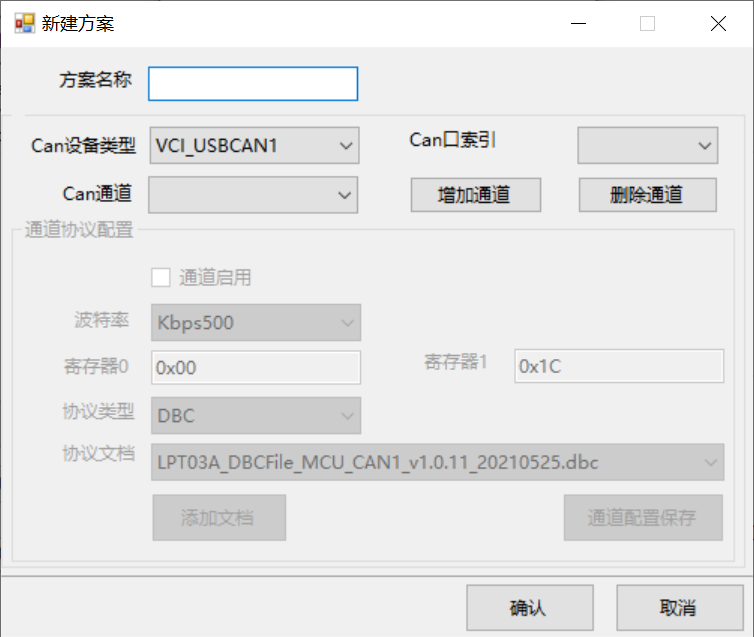 新建方案
方案名称
Can设备类型 VCI_USBCAN1 Can口索引
Can通道 增加通道 删除通道
通道协议配置
通道启用
波特率 Kbps500
寄存器0 0x00 寄存器1 0x1C
协议类型 DBC
协议文档 LPT03A_DBCFile_MCU_CAN1_v1.0.11_20210525.dbc
添加文档 通道配置保存
确认 取消